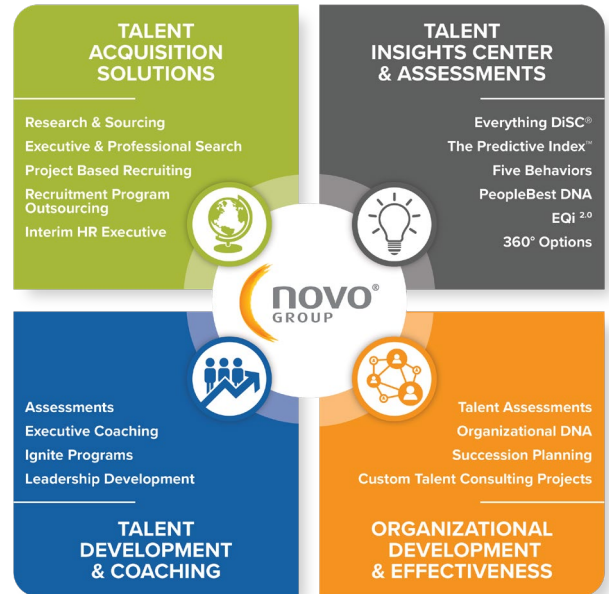 TALENT
ACQUISITION
SOLUTIONS
Research & Sourcing
Executive & Professional Search
Project Based Recruiting
Recruitment Program
Outsourcing
Interim HR Executive
TALENT
INSIGHTS CENTER
& ASSESSMENTS
Everything DiSC®
The Predictive Index™
Five Behaviors
PeopleBest DNA
EQi 2.0
360° Options
novo®
GROUP
Assessments
Executive Coaching
Ignite Programs
Leadership Development
TALENT
DEVELOPMENT
& COACHING
Talent Assessments
Organizational DNA
Succession Planning
Custom Talent Consulting Projects
ORGANIZATIONAL
DEVELOPMENT
& EFFECTIVENESS